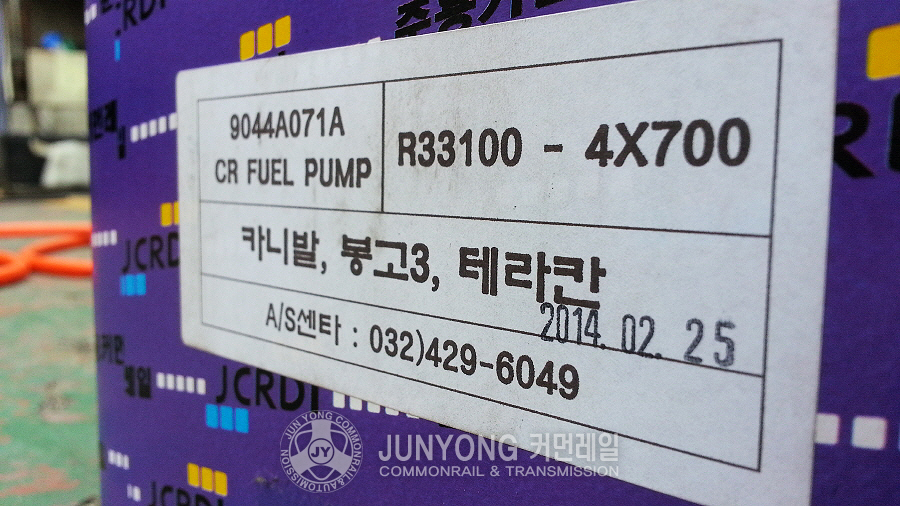 9044A071A
CR FUEL PUMP
R33100 - 4X700
카니발, 봉고3, 테라칸
2014.02.25
A/S센타 : 032)429-6049
JCRDI
JUNYONG 커먼레일
COMMONRAIL & TRANSMISSION
JY